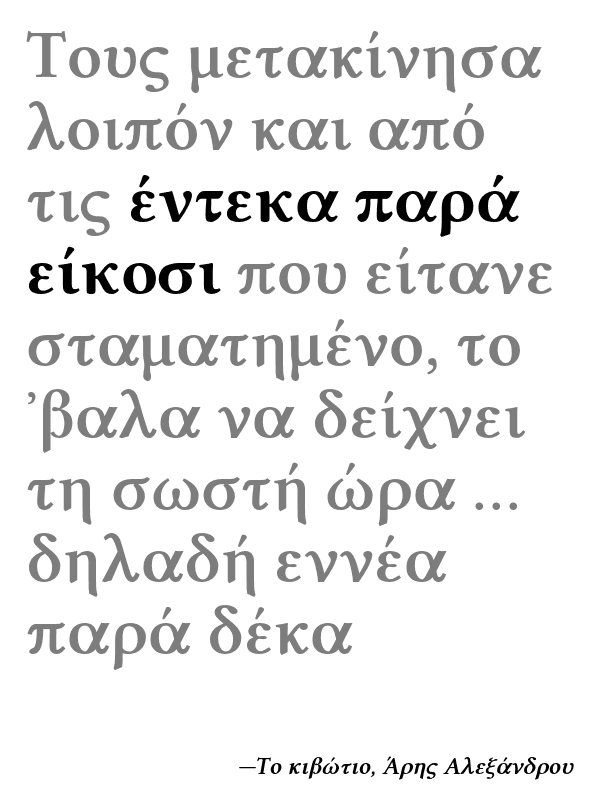 Τους μετακίνησα
λοιπόν και από
τις έντεκα παρά
είκοσι που είτανε
σταματημένο, το
᾽βαλα να δείχνει
τη σωστή ώρα ...
δηλαδή εννέα
παρά δέκα
—Το κιβώτιο, Άρης Αλεξάνδρου